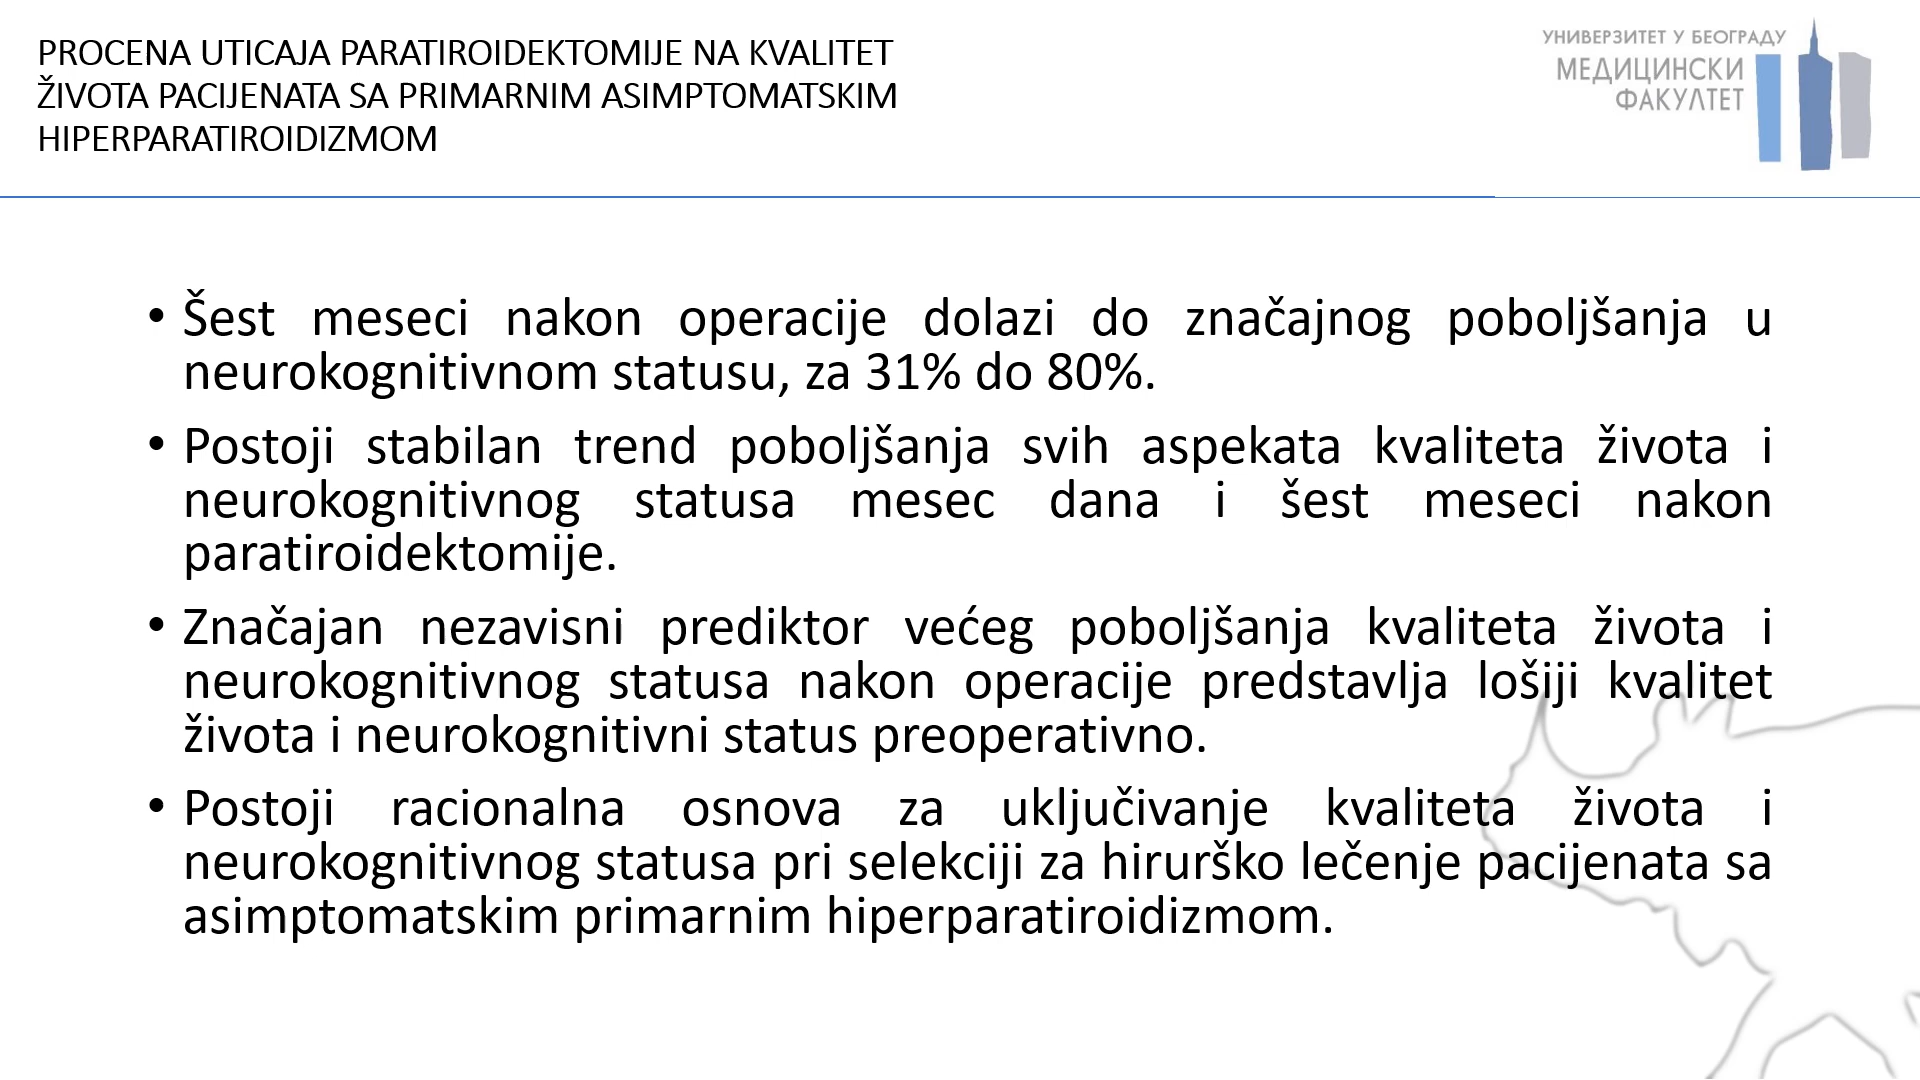 PROCENA UTICAJA PARATIROIDEKTOMIJE NA KVALITET
ŽIVOTA PACIJENATA SA PRIMARNIM ASIMPTOMATSKIM
HIPERPARATIROIDIZMOM
УНИВЕРЗИТЕТ У БЕОГРАДУ
МЕДИЦИНСКИ
ФАКУЛТЕТ
• Šest meseci nakon operacije dolazi do značajnog poboljšanja u
neurokognitivnom statusu, za 31% do 80%.
• Postoji stabilan trend poboljšanja svih aspekata kvaliteta života i
neurokognitivnog statusa mesec dana i šest meseci nakon
paratiroidektomije.
• Značajan nezavisni prediktor većeg poboljšanja kvaliteta života i
neurokognitivnog statusa nakon operacije predstavlja lošiji kvalitet
života i neurokognitivni status preoperativno.
• Postoji racionalna osnova za uključivanje kvaliteta života i
neurokognitivnog statusa pri selekciji za hirurško lečenje pacijenata sa
asimptomatskim primarnim hiperparatiroidizmom.